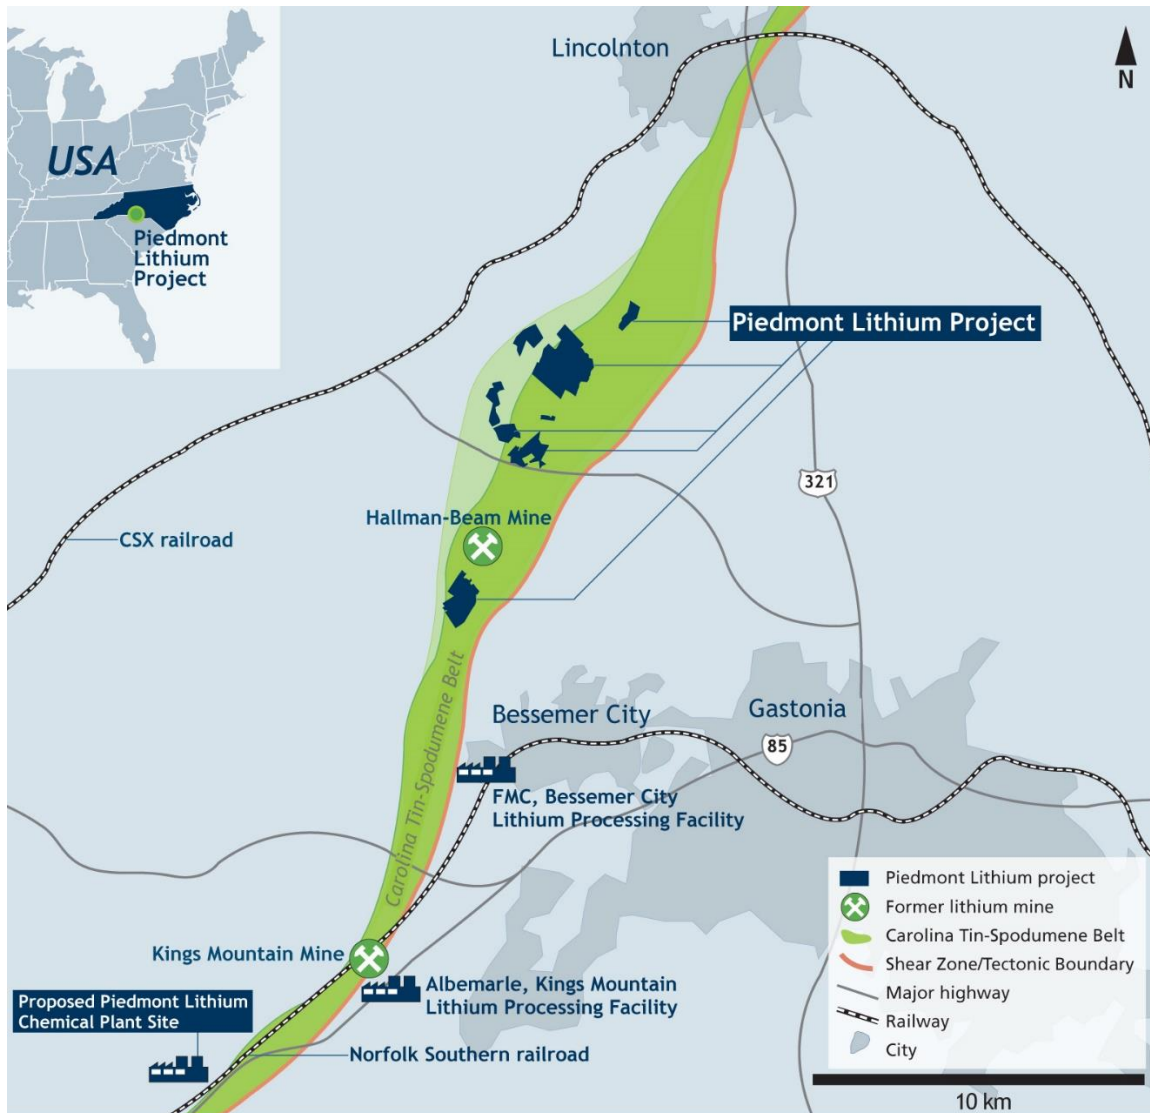 USA
Piedmont
Lithium
Project
Lincolnton
N
Piedmont Lithium Project
321
Hallman-Beam Mine
CSX railroad
Carolina Tin-Spodumene Belt
Bessemer City
Gastonia
85
FMC, Bessemer City
Lithium Processing Facility
Kings Mountain Mine
Albemarle, Kings Mountain
Lithium Processing Facility
Proposed Piedmont Lithium
Chemical Plant Site
Norfolk Southern railroad
Piedmont Lithium project
Former lithium mine
Carolina Tin-Spodumene Belt
Shear Zone/Tectonic Boundary
Major highway
Railway
City
10 km